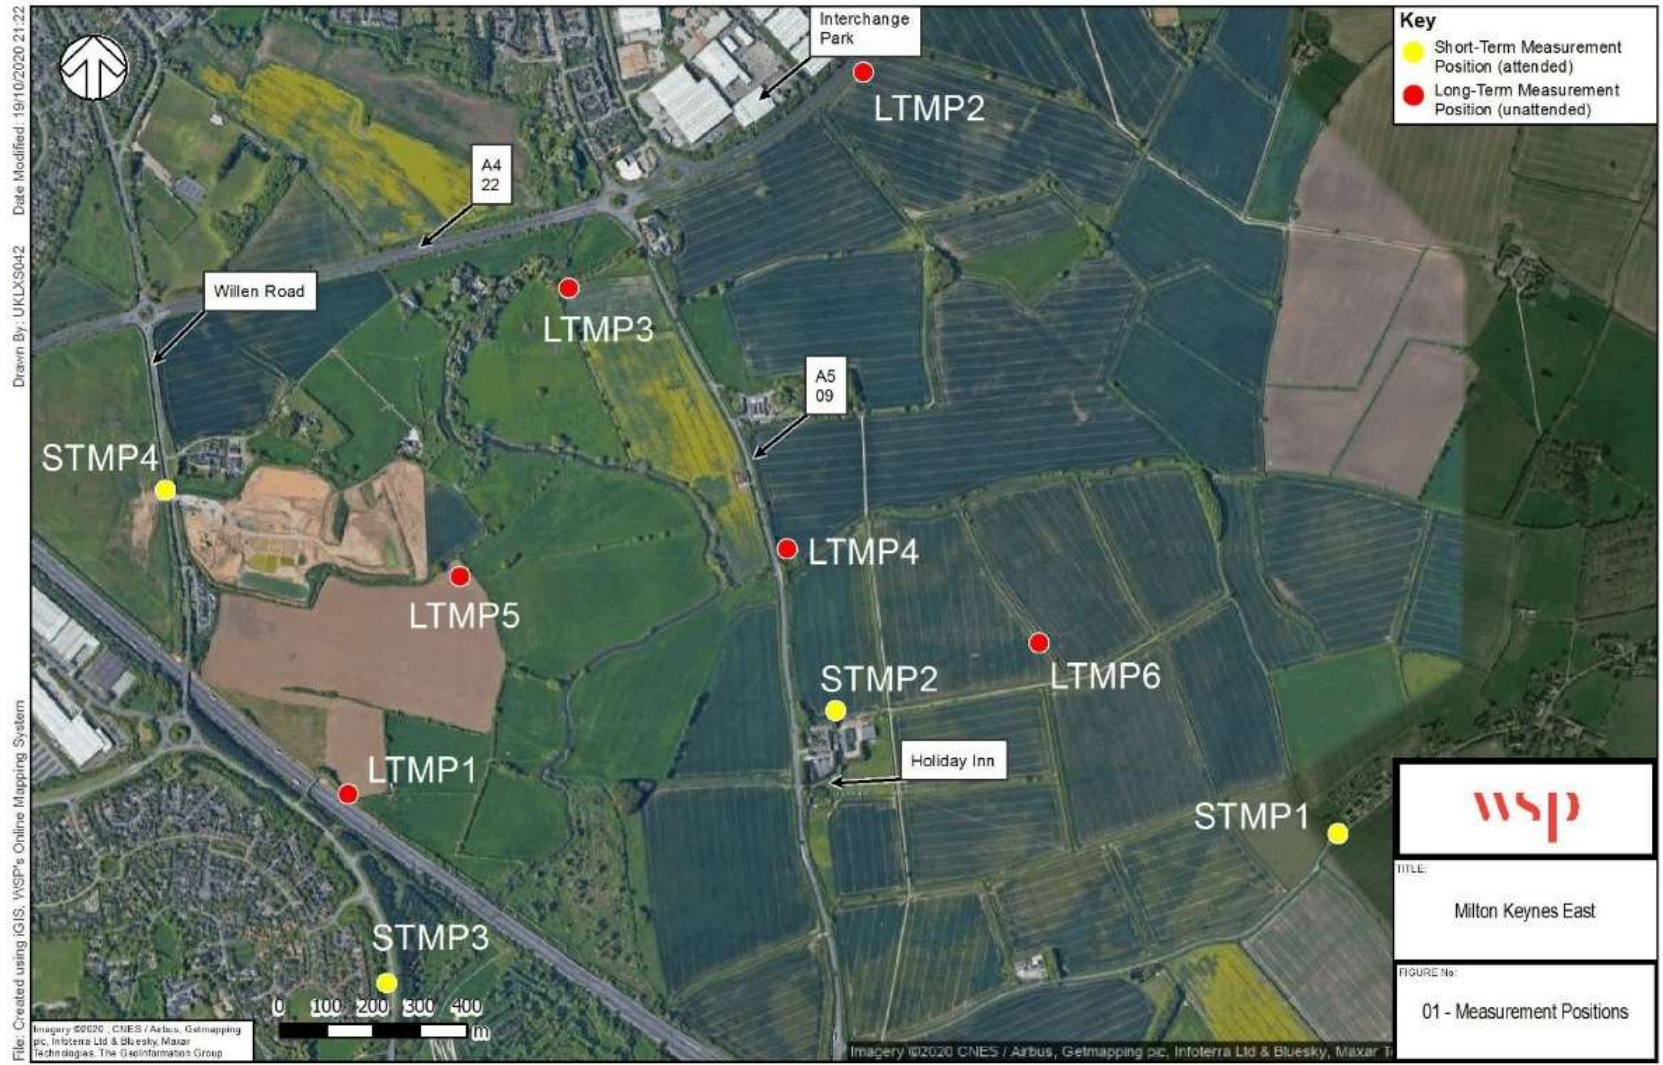 Date Modified: 19/10/2020 21:22
Drawn By: UKLXS042
File: Created using iGIS, WSP's Online Mapping System
Interchange
Park
LTMP2
A4
22
Willen Road
LTMP3
A5
09
STMP4
LTMP4
LTMP5
LTMP6
STMP2
Holiday Inn
LTMP1
STMP1
STMP3
0 100 200 300 400
m
Imagery ©2020 , CNES / Airbus, Getmapping
plc, Infoterra Ltd & Bluesky, Maxar
Technologies, The GeoInformation Group
Imagery ©2020 CNES / Airbus, Getmapping plc, Infoterra Ltd & Bluesky, Maxar
Key
Short-Term Measurement
Position (attended)
Long-Term Measurement
Position (unattended)
wsp
TITLE:
Milton Keynes East
FIGURE No:
01 - Measurement Positions